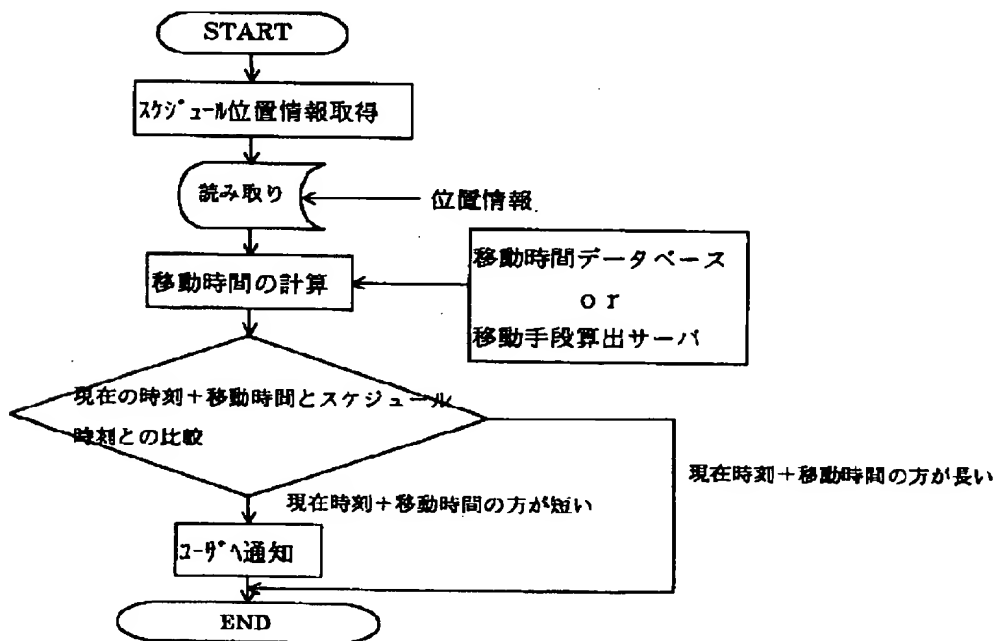 START
スケジュール位置情報取得
読み取り
位置情報
移動時間データベース
or
移動手段算出サーバ
移動時間の計算
現在の時刻+移動時間とスケジュール
時刻との比較
現在時刻+移動時間の方が長い
現在時刻+移動時間の方が短い
ユーザへ通知
END